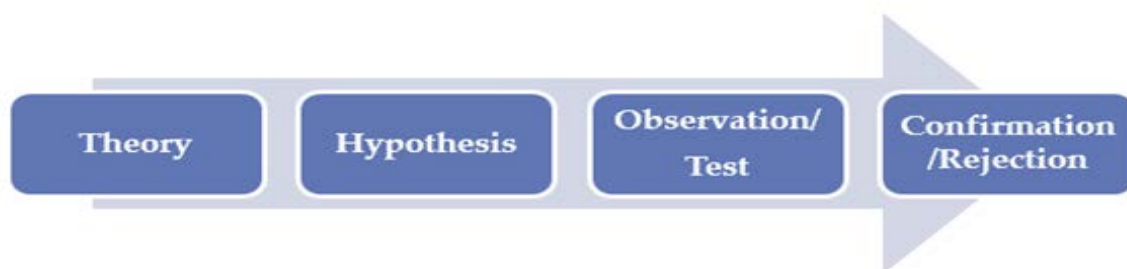 Theory
Hypothesis
Observation/
Test
Confirmation
/Rejection